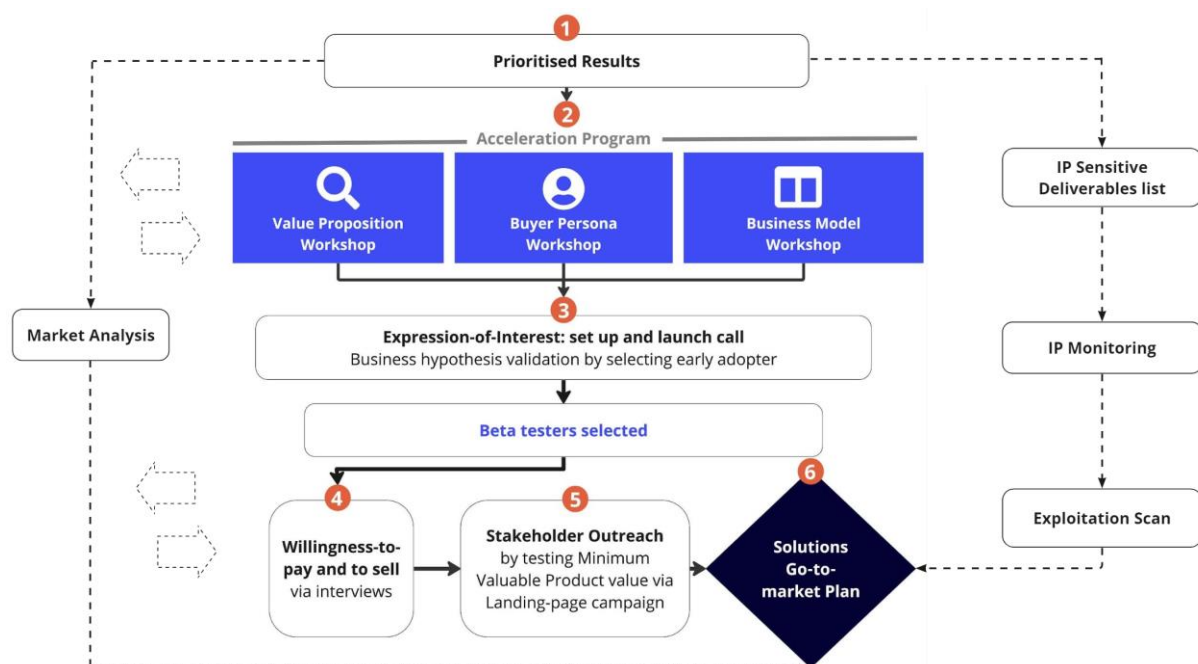 1
Prioritised Results
2
Acceleration Program
Value Proposition
Workshop
Buyer Persona
Workshop
Business Model
Workshop
IP Sensitive
Deliverables list
3
Expression-of-Interest: set up and launch call
Business hypothesis validation by selecting early adopter
Market Analysis
IP Monitoring
Beta testers selected
4
Willingness-to-
pay and to sell
via interviews
5
Stakeholder Outreach
by testing Minimum
Valuable Product value via
Landing-page campaign
6
Solutions
Go-to-
market Plan
Exploitation Scan